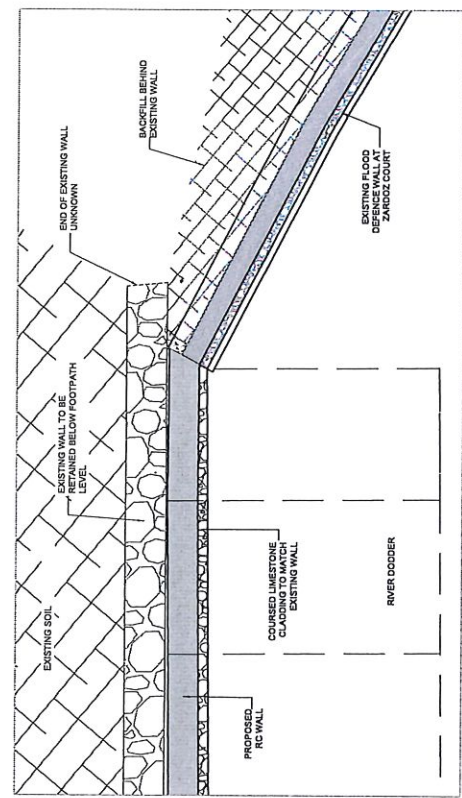 EXISTING SOIL
EXISTING WALL TO BE
RETAINED BELOW FOOTPATH
LEVEL
END OF EXISTING WALL
UNKNOWN
BACKFILL BEHIND
EXISTING WALL
PROPOSED
RC WALL
COURSED LIMESTONE
CLADDING TO MATCH
EXISTING WALL
RIVER DODDER
EXISTING FLOOD
DEFENCE WALL AT
ZARDOZ COURT